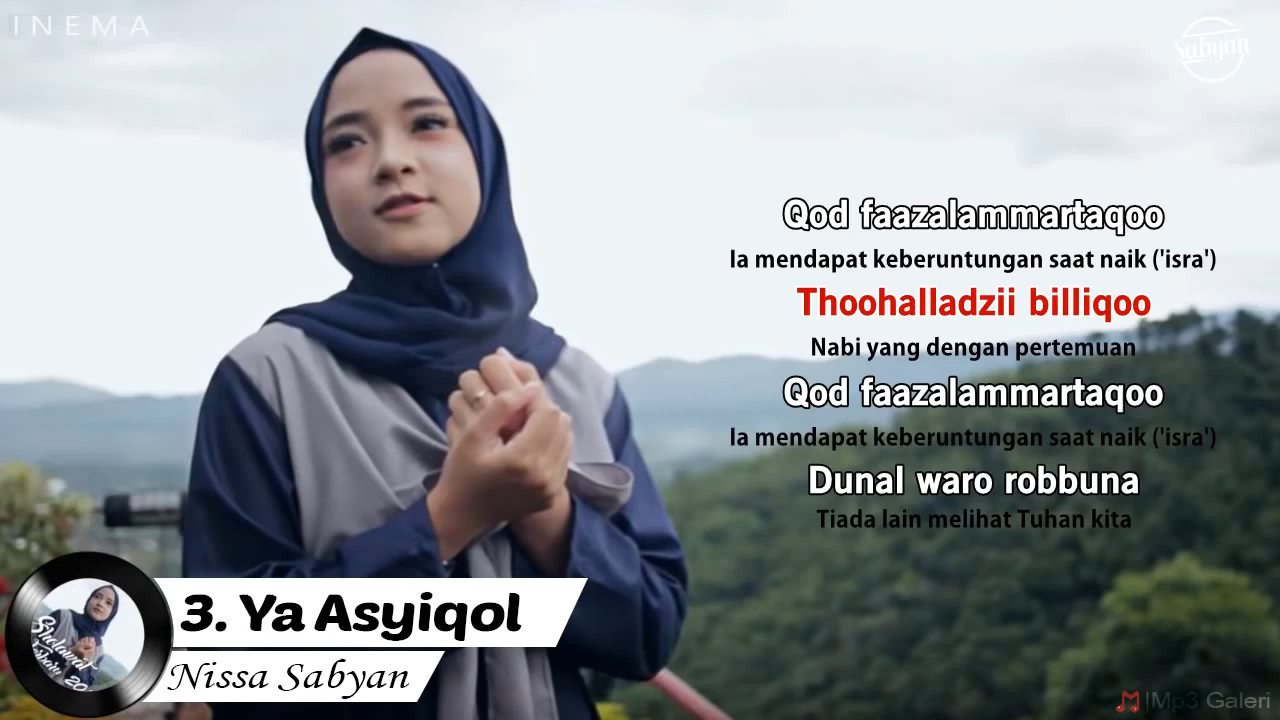 INEMA
Sabyan
Qod faazalammartaqoo
Ia mendapat keberuntungan saat naik ('isra')
Thoohalladzii billiqoo
Nabi yang dengan pertemuan
Qod faazalammartaqoo
Ia mendapat keberuntungan saat naik ('isra')
Dunal waro robbuna
Tiada lain melihat Tuhan kita
3. Ya Asyiqol
Nissa Sabyan
Sholawat
Mp3 Galeri